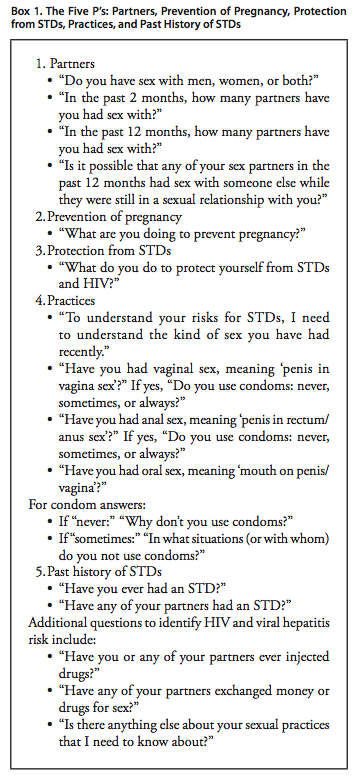 Box 1. The Five P's: Partners, Prevention of Pregnancy, Protection
from STDs, Practices, and Past History of STDs
1. Partners
• “Do you have sex with men, women, or both?”
• “In the past 2 months, how many partners have
you had sex with?”
• “In the past 12 months, how many partners have
you had sex with?”
• “Is it possible that any of your sex partners in the
past 12 months had sex with someone else while
they were still in a sexual relationship with you?”
2. Prevention of pregnancy
• “What are you doing to prevent pregnancy?”
3. Protection from STDs
• “What do you do to protect yourself from STDs
and HIV?”
4. Practices
• “To understand your risks for STDs, I need
to understand the kind of sex you have had
recently.”
• “Have you had vaginal sex, meaning ‘penis in
vagina sex’?” If yes, “Do you use condoms: never,
sometimes, or always?”
• “Have you had anal sex, meaning ‘penis in rectum/
anus sex’?” If yes, “Do you use condoms: never,
sometimes, or always?”
• “Have you had oral sex, meaning ‘mouth on penis/
vagina’?”
For condom answers:
• If “never:” “Why don’t you use condoms?”
• If “sometimes:” “In what situations (or with whom)
do you not use condoms?”
5. Past history of STDs
• “Have you ever had an STD?”
• “Have any of your partners had an STD?”
Additional questions to identify HIV and viral hepatitis
risk include:
• “Have you or any of your partners ever injected
drugs?”
• “Have any of your partners exchanged money or
drugs for sex?”
• “Is there anything else about your sexual practices
that I need to know about?”